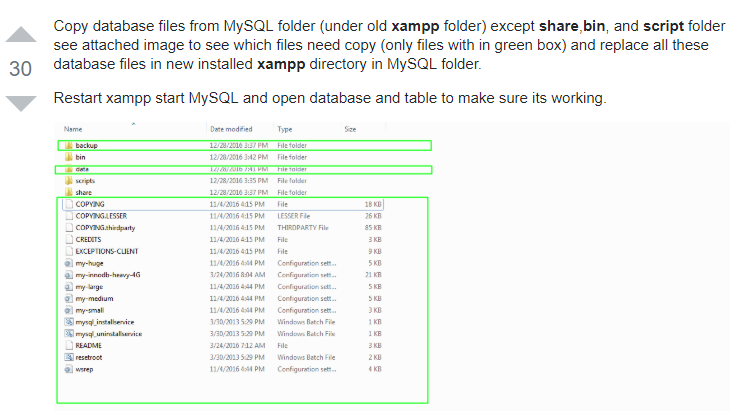 Copy database files from MySQL folder (under old xampp folder) except share,bin, and script folder
see attached image to see which files need copy (only files with in green box) and replace all these
30
database files in new installed xampp directory in MySQL folder.
Restart xampp start MySQL and open database and table to make sure its working.
Name Date modified Type Size
backup 12/28/2016 3:37 PM File folder
bin 12/28/2016 3:42 PM File folder
data 12/28/2016 7:41 PM File folder
scripts 12/28/2016 3:35 PM File folder
share 12/28/2016 3:37 PM File folder
COPYING 11/4/2016 4:15 PM File 18 KB
COPYING.LESSER 11/4/2016 4:15 PM LESSER File 26 KB
COPYING.thirdparty 11/4/2016 4:15 PM THIRDPARTY File 85 KB
CREDITS 11/4/2016 4:15 PM File 3 KB
EXCEPTIONS-CLIENT 11/4/2016 4:15 PM File 9 KB
my-huge 11/4/2016 4:44 PM Configuration sett... 5 KB
my-innodb-heavy-4G 3/24/2016 8:04 AM Configuration sett... 21 KB
my-large 11/4/2016 4:44 PM Configuration sett... 5 KB
my-medium 11/4/2016 4:44 PM Configuration sett... 5 KB
my-small 11/4/2016 4:44 PM Configuration sett... 3 KB
mysql_installservice 3/30/2013 5:29 PM Windows Batch File 1 KB
mysql_uninstallservice 3/30/2013 5:29 PM Windows Batch File 1 KB
README 3/24/2016 7:12 AM File 3 KB
resetroot 3/30/2013 5:29 PM Windows Batch File 2 KB
wsrep 11/4/2016 4:44 PM Configuration sett... 4 KB